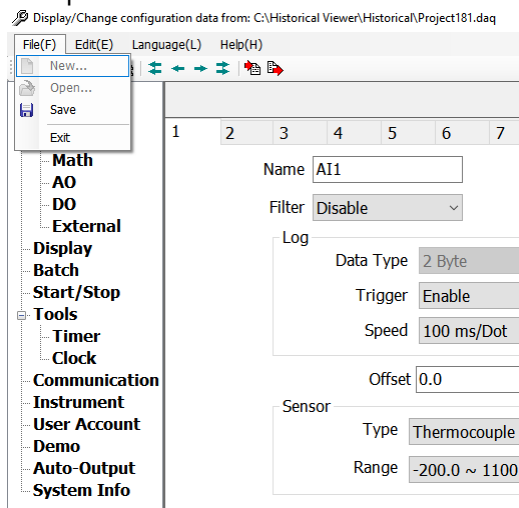 Display/Change configuration data from: C:\Historical Viewer\Historical\Project181.daq
File(F) Edit(E) Language(L) Help(H)
New...
Open...
Save
Exit
Math
AO
DO
External
Display
Batch
Start/Stop
Tools
Timer
Clock
Communication
Instrument
User Account
Demo
Auto-Output
System Info
1 2 3 4 5 6 7
Name AI1
Filter Disable
Log
Data Type 2 Byte
Trigger Enable
Speed 100 ms/Dot
Offset 0.0
Sensor
Type Thermocouple
Range -200.0 ~ 1100